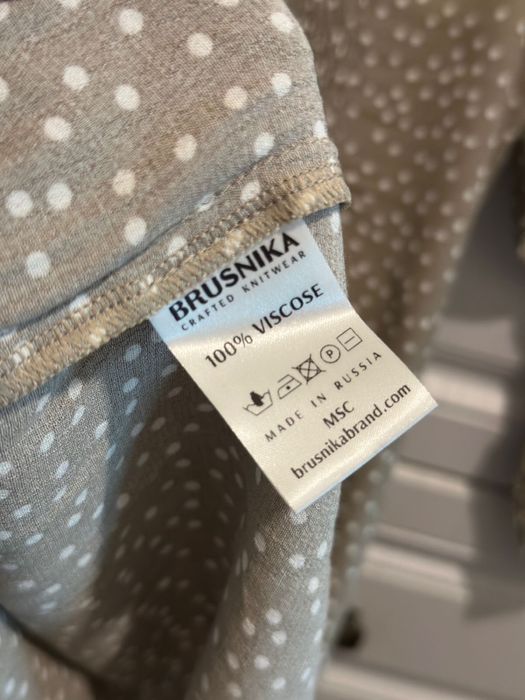 BRUSNIKA
CRAFTED KNITWEAR
100% VISCOSE
P
MADE IN RUSSIA
MSC
brusnikabrand.com